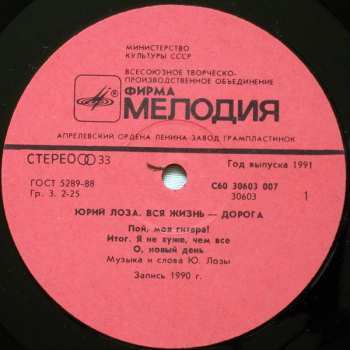 МИНИСТЕРСТВО
КУЛЬТУРЫ СССР
ВСЕСОЮЗНОЕ ТВОРЧЕСКО-
ПРОИЗВОДСТВЕННОЕ ОБЪЕДИНЕНИЕ
ФИРМА
МЕЛОДИЯ
АПРЕЛЕВСКИЙ ОРДЕНА ЛЕНИНА ЗАВОД ГРАМПЛАСТИНОК
СТЕРЕО 33
Год выпуска 1991
ГОСТ 5289-88
Гр. 3. 2-25
С60 30603 007
30603
1
ЮРИЙ ЛОЗА. ВСЯ ЖИЗНЬ — ДОРОГА
Пой, моя гитара!
Итог. Я не хуже, чем все
О, новый день
Музыка и слова Ю. Лозы
Запись 1990 г.